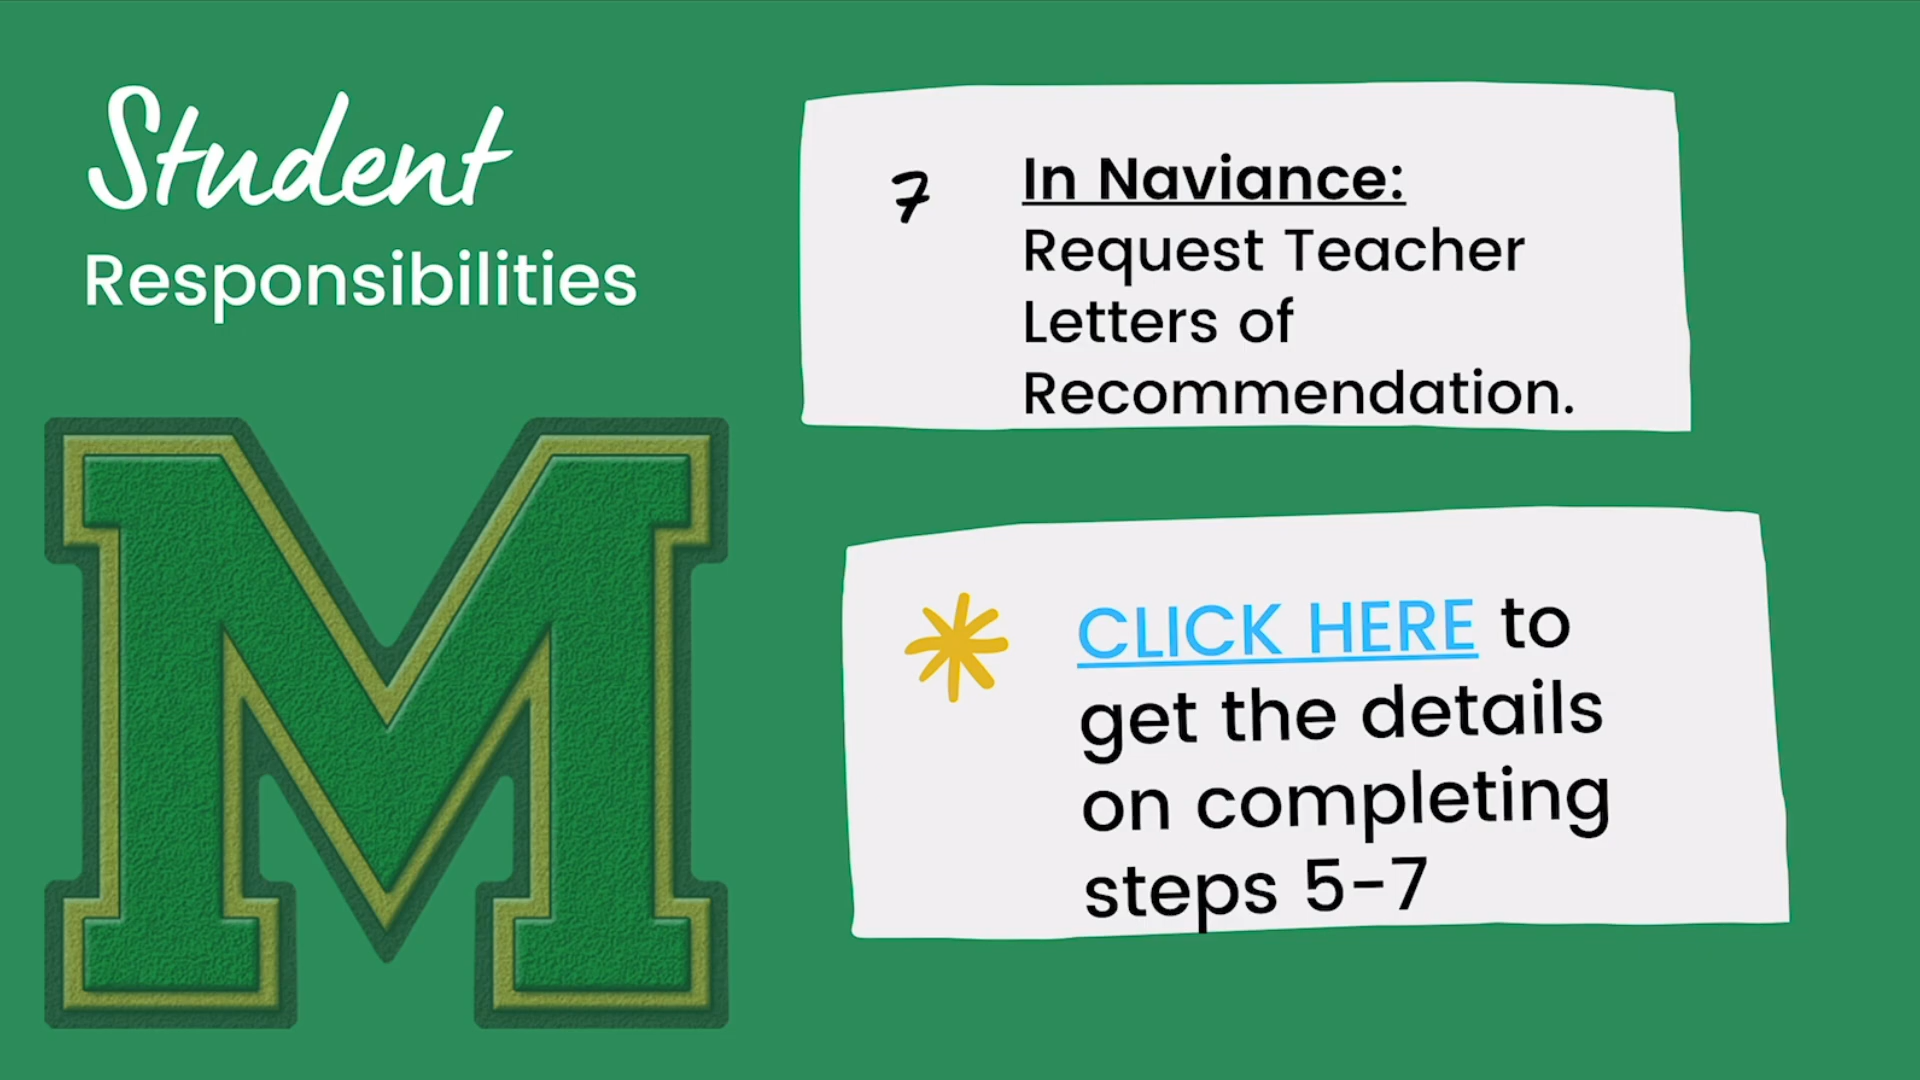 Student
Responsibilities
7
In Naviance:
Request Teacher
Letters of
Recommendation.
CLICK HERE to
get the details
on completing
steps 5-7
M